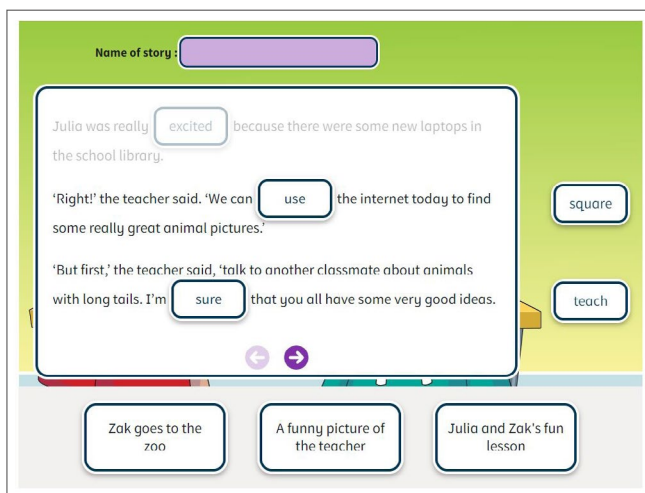 Name of story :
Julia was really excited because there were some new laptops in
the school library.
‘Right!’ the teacher said. ‘We can use the internet today to find
some really great animal pictures.’
‘But first,’ the teacher said, ‘talk to another classmate about animals
with long tails. I’m sure that you all have some very good ideas.
square
teach
Zak goes to the
zoo
A funny picture of
the teacher
Julia and Zak's fun
lesson